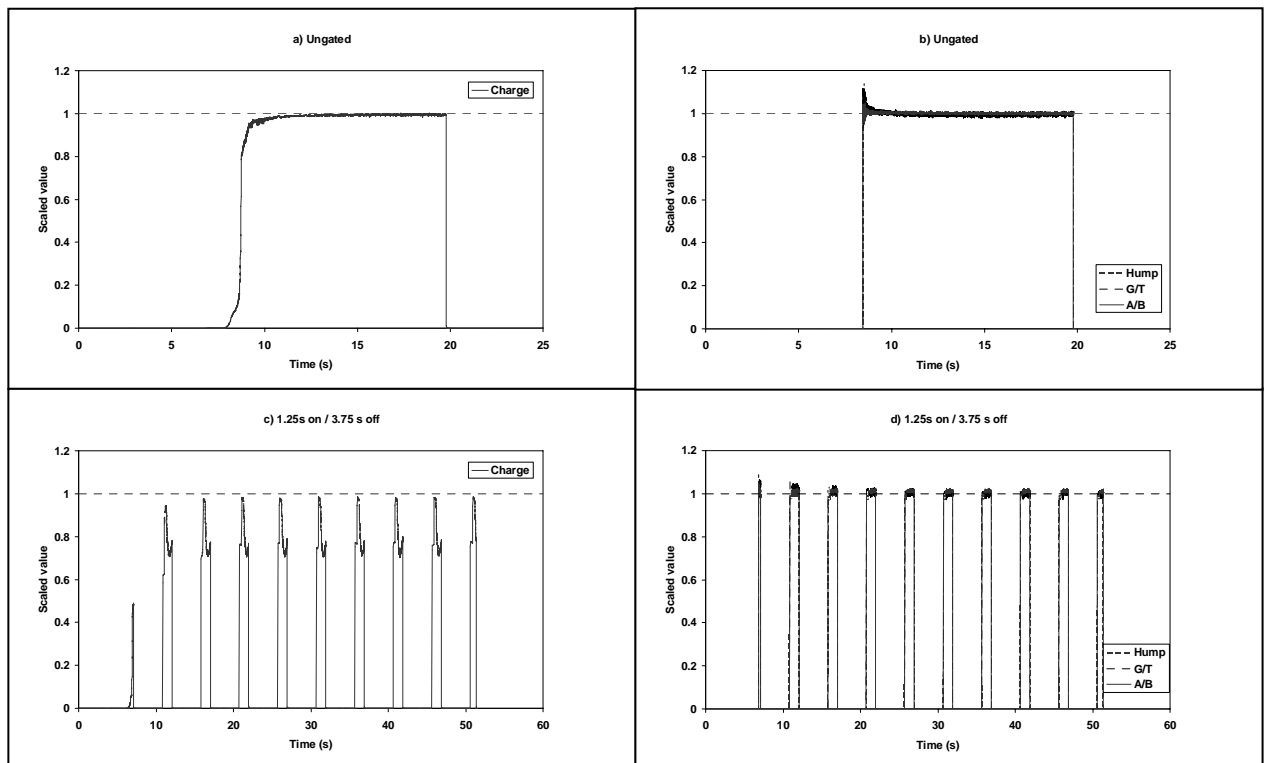 a) Ungated
Scaled value
1.2
1
0.8
0.6
0.4
0.2
0
0 5 10 15 20 25
Time (s)
Charge
b) Ungated
Scaled value
1.2
1
0.8
0.6
0.4
0.2
0
0 5 10 15 20 25
Time (s)
Hump
G/T
A/B
c) 1.25s on / 3.75 s off
Scaled value
1.2
1
0.8
0.6
0.4
0.2
0
0 10 20 30 40 50 60
Time (s)
Charge
d) 1.25s on / 3.75 s off
Scaled value
1.2
1
0.8
0.6
0.4
0.2
0
0 10 20 30 40 50 60
Time (s)
Hump
G/T
A/B